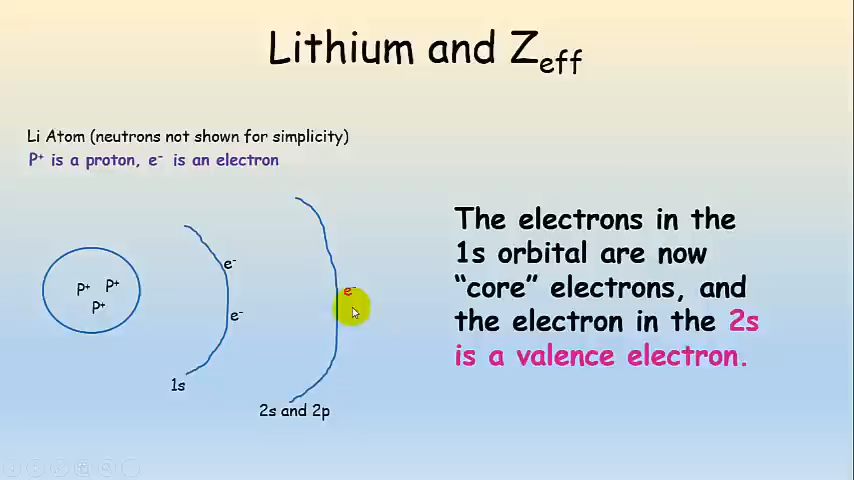 Lithium and Zeff
Li Atom (neutrons not shown for simplicity)
P⁺ is a proton, e⁻ is an electron
The electrons in the
1s orbital are now
“core” electrons, and
the electron in the 2s
is a valence electron.
P⁺ P⁺
P⁺
e⁻
e⁻
e⁻
1s
2s and 2p